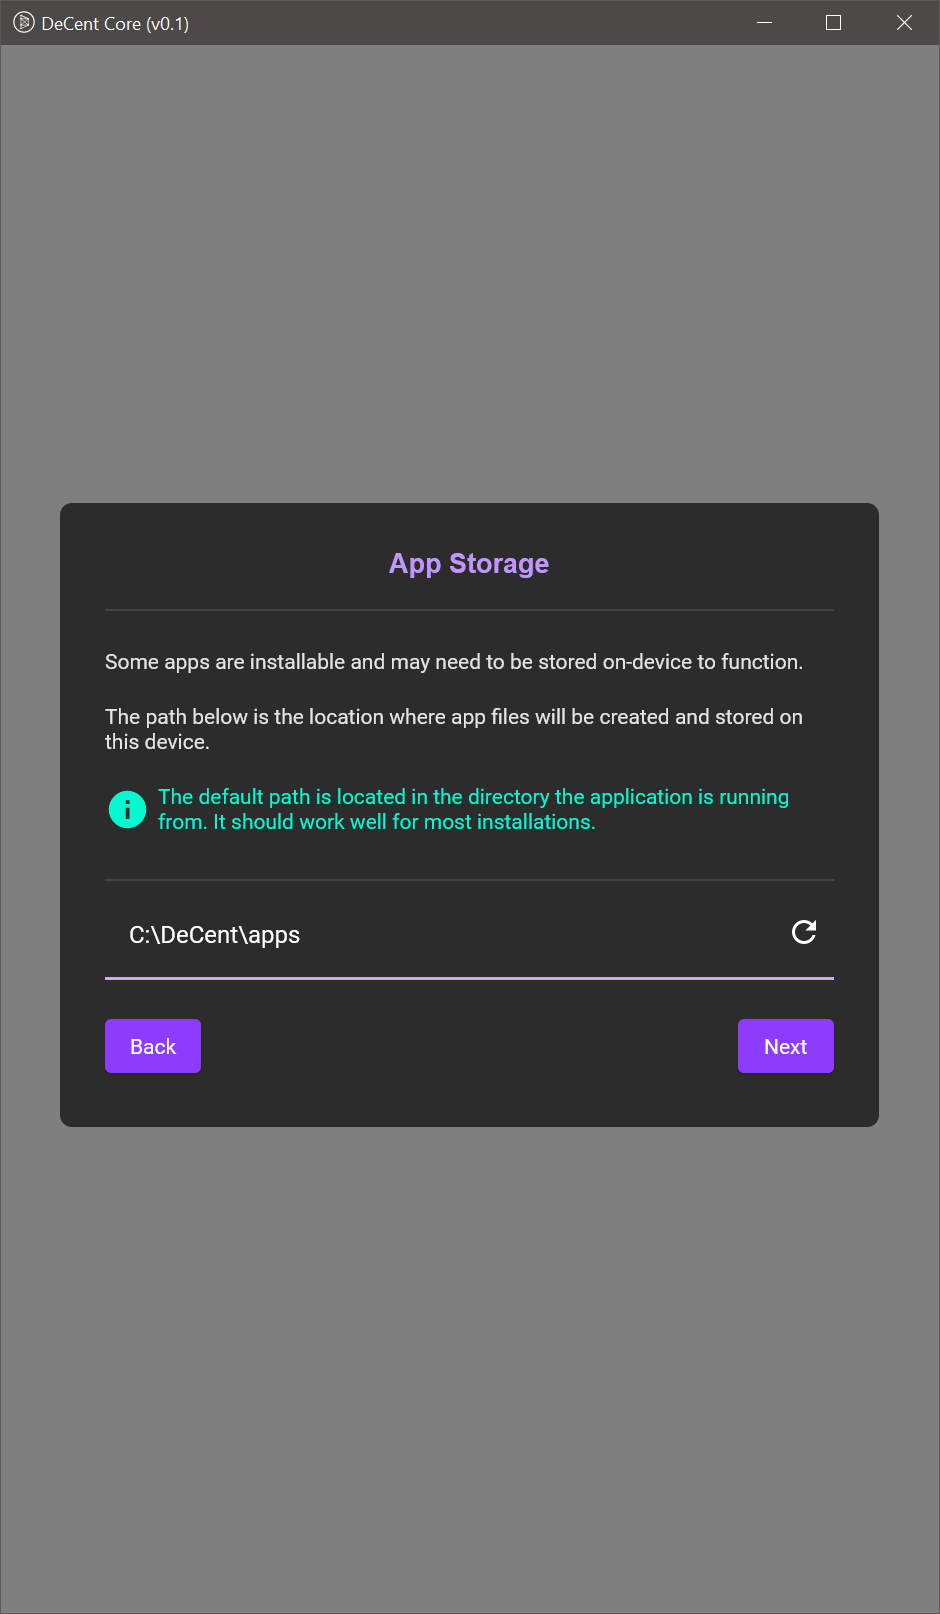 DeCent Core (v0.1)
App Storage
Some apps are installable and may need to be stored on-device to function.
The path below is the location where app files will be created and stored on
this device.
The default path is located in the directory the application is running
from. It should work well for most installations.
C:\DeCent\apps
Back
Next